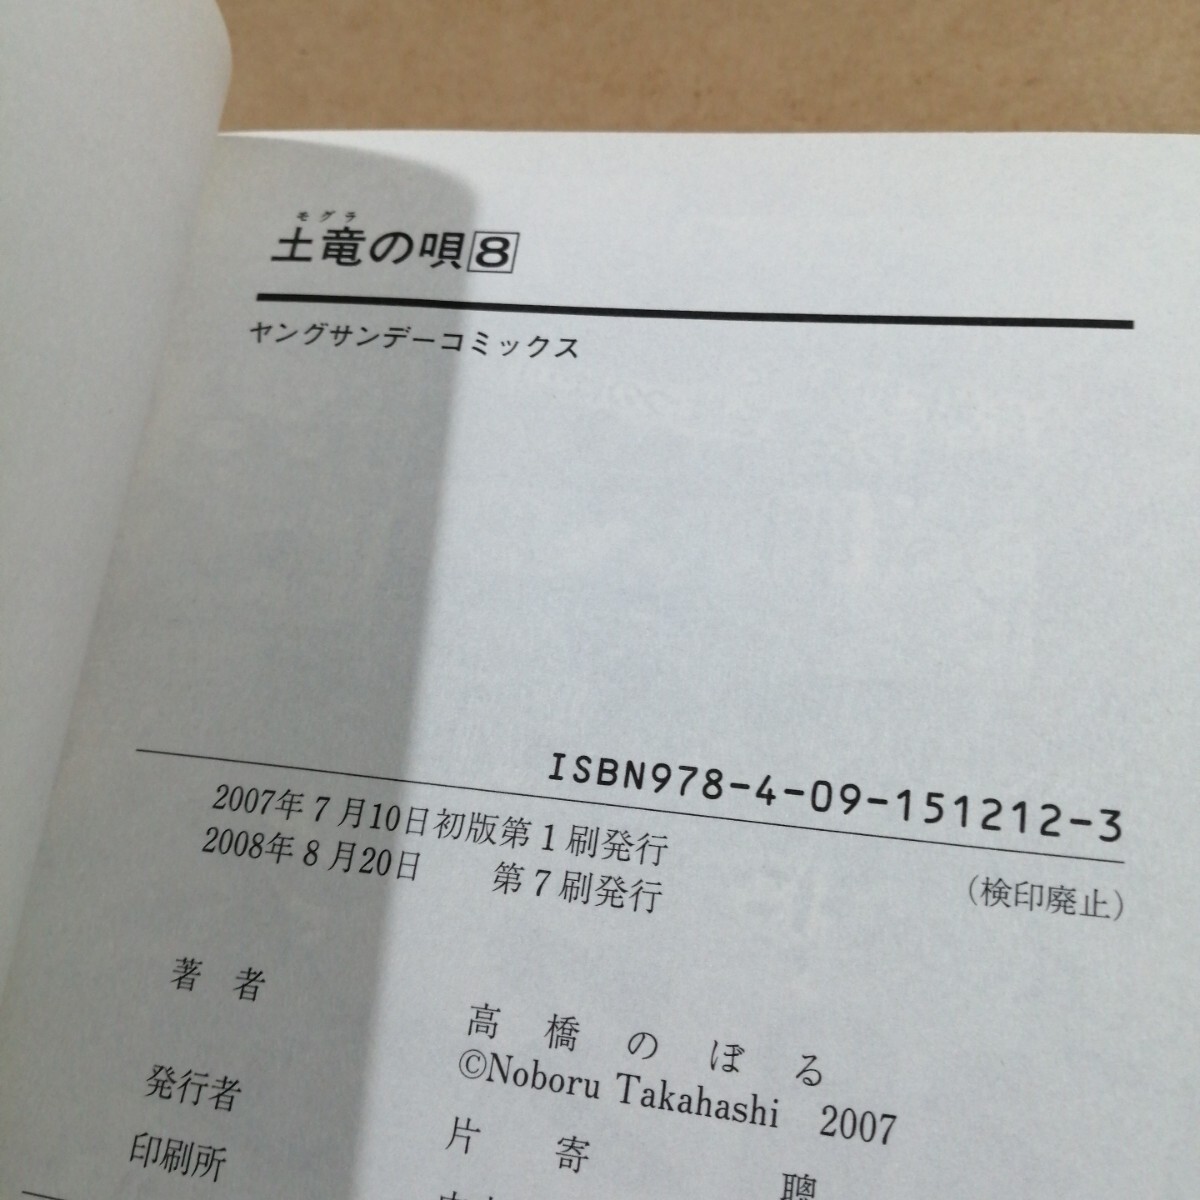 モグラ
土竜の唄8
ヤングサンデーコミックス
ISBN978-4-09-151212-3
2007年7月10日初版第1刷発行
2008年8月20日 第7刷発行
(検印廃止)
著者 高橋のぼる
©Noboru Takahashi 2007
発行者 片寄聰
印刷所